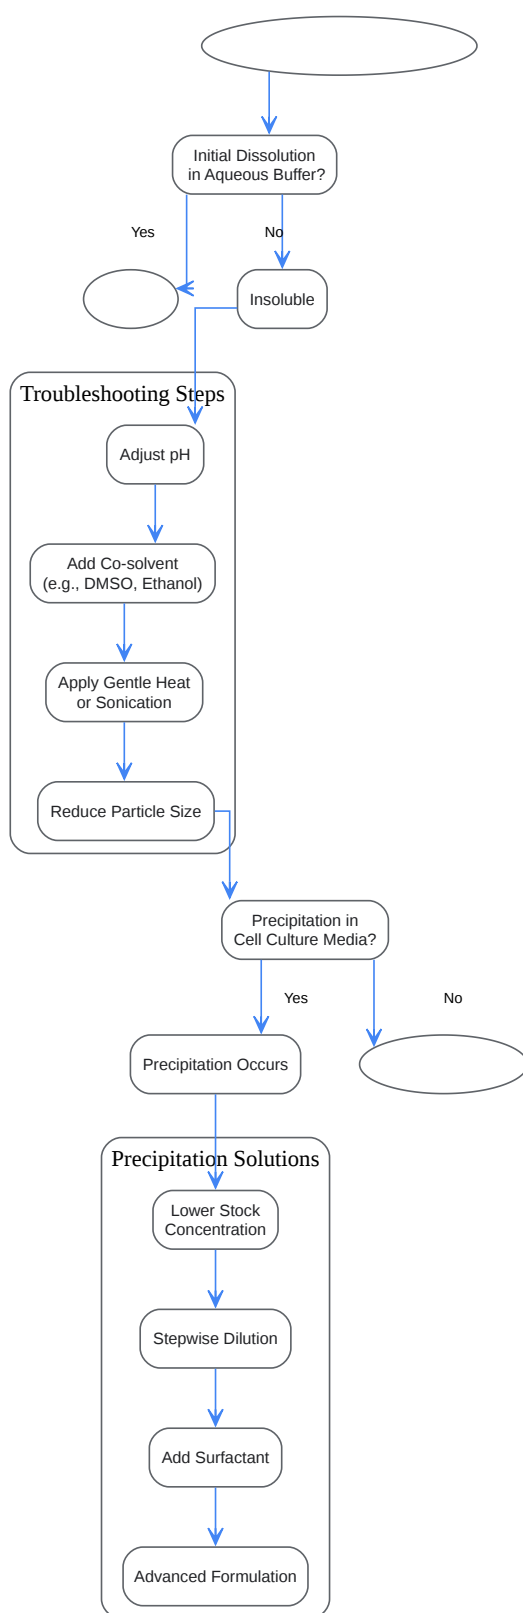 Initial Dissolution
in Aqueous Buffer?
Yes
No
Insoluble
Troubleshooting Steps
Adjust pH
Add Co-solvent
(e.g., DMSO, Ethanol)
Apply Gentle Heat
or Sonication
Reduce Particle Size
Precipitation in
Cell Culture Media?
Yes
No
Precipitation Occurs
Precipitation Solutions
Lower Stock
Concentration
Stepwise Dilution
Add Surfactant
Advanced Formulation